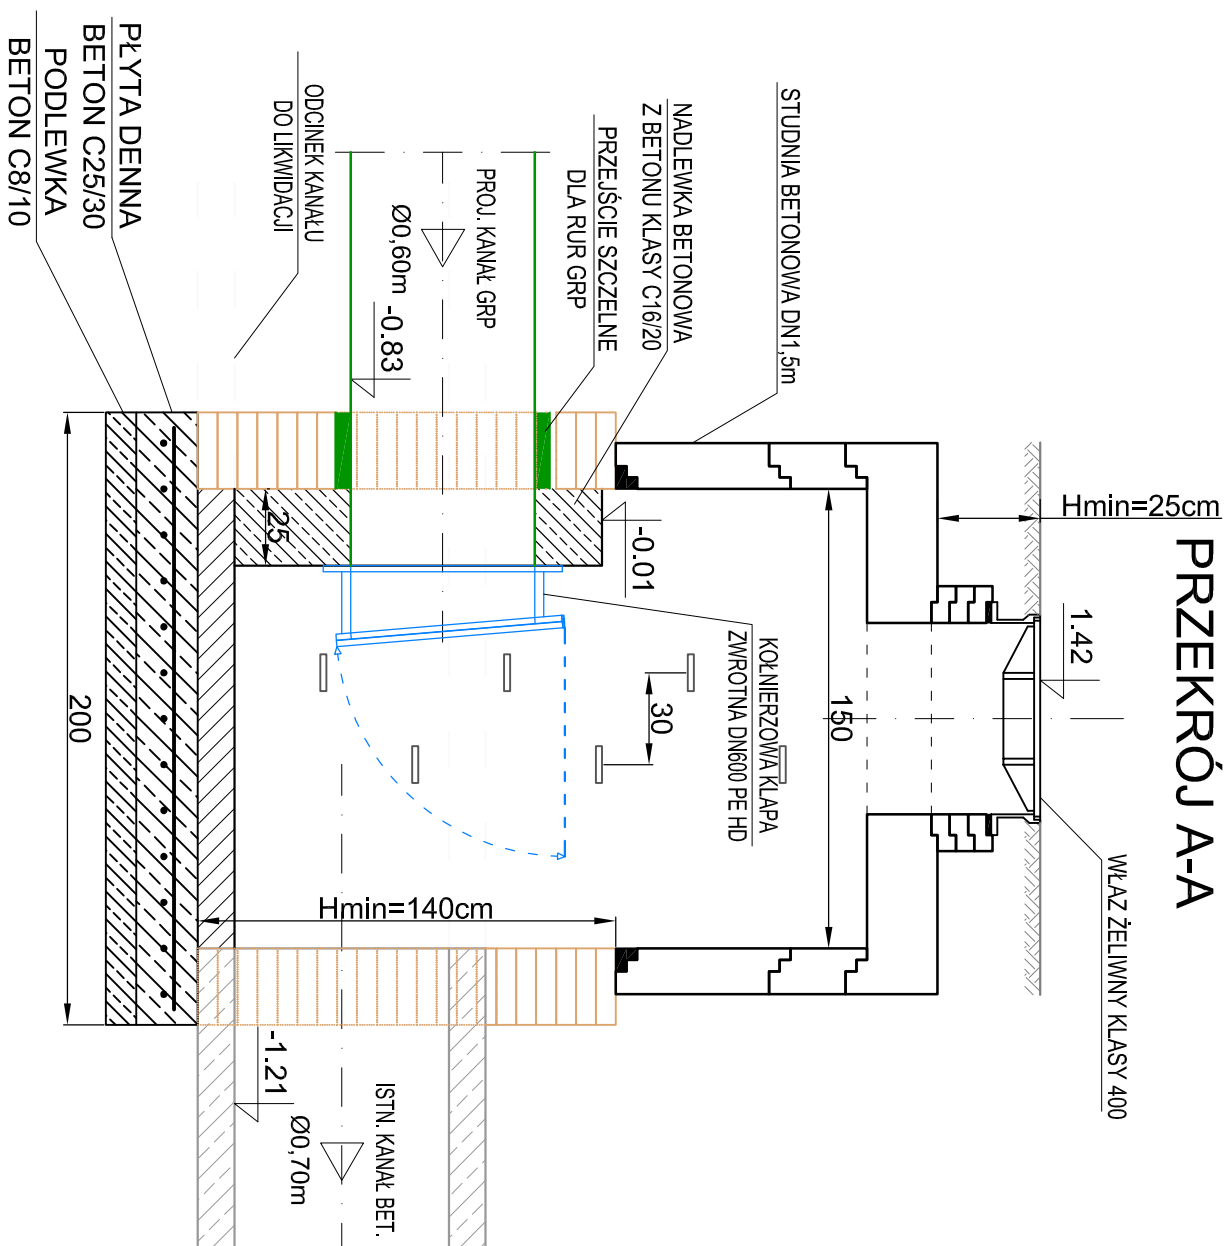 PRZEKRÓJ A-A
Hmin=25cm
1.42
WŁAZ ŻELIWNY KLASY 400
STUDNIA BETONOWA DN1,5m
NADLEWKA BETONOWA
Z BETONU KLASY C16/20
PRZEJŚCIE SZCZELNE
DLA RUR GRP
150
KOŁNIERZOWA KLAPA
ZWROTNA DN600 PE HD
-0.01
30
PROJ. KANAŁ GRP
Ø0,60m
-0.83
25
Hmin=140cm
ISTN. KANAŁ BET.
Ø0,70m
-1.21
ODCINEK KANAŁU
DO LIKWIDACJI
PŁYTA DENNA
BETON C25/30
PODLEWKA
BETON C8/10
200